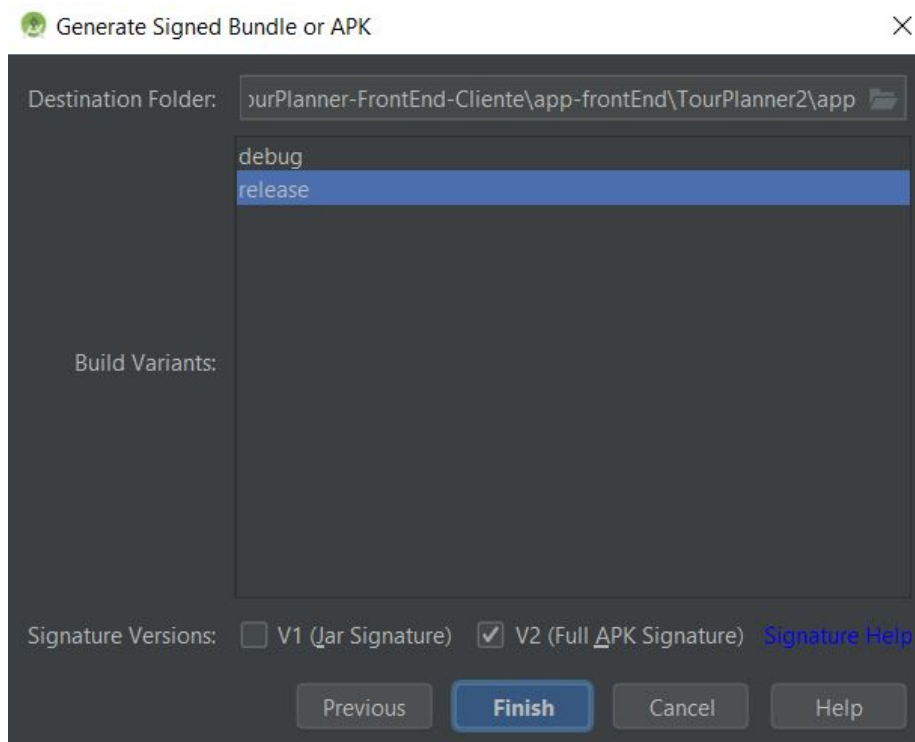 Generate Signed Bundle or APK
Destination Folder: ourPlanner-FrontEnd-Cliente\app-frontEnd\TourPlanner2\app
debug
release
Build Variants:
Signature Versions: V1 (Jar Signature) V2 (Full APK Signature) Signature Help
Previous Finish Cancel Help